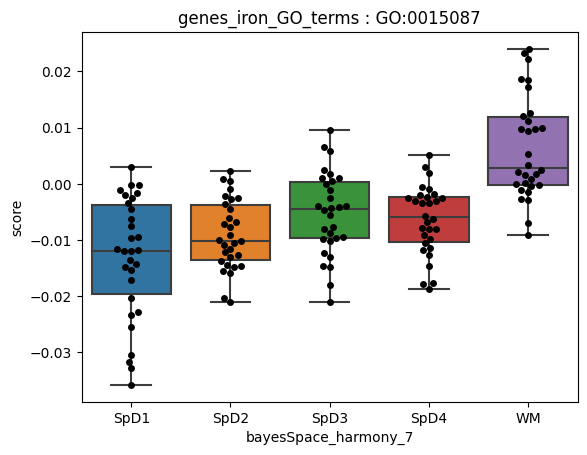 genes_iron_GO_terms : GO:0015087
0.02
0.01
0.00
−0.01
−0.02
−0.03
score
SpD1 SpD2 SpD3 SpD4 WM
bayesSpace_harmony_7